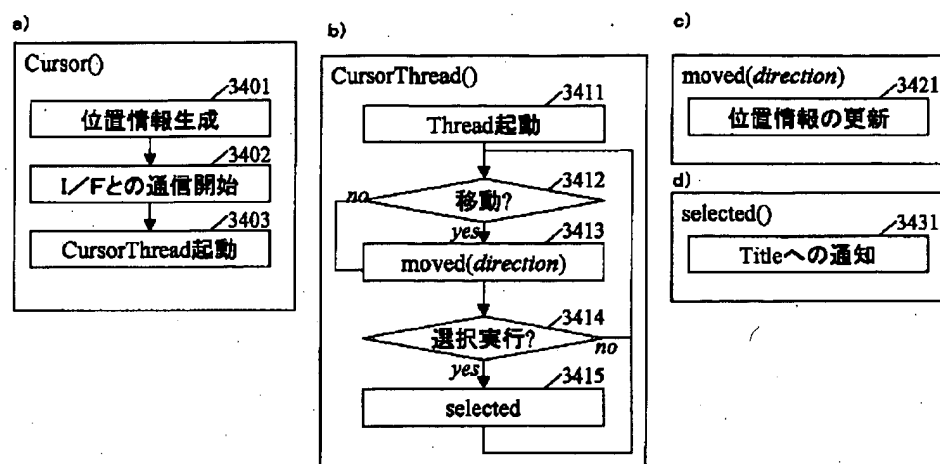 a)
Cursor()
3401
位置情報生成
3402
I/Fとの通信開始
3403
CursorThread起動
b)
CursorThread()
3411
Thread起動
3412
移動?
no
yes
3413
moved(direction)
3414
選択実行?
no
yes
3415
selected
c)
moved(direction)
3421
位置情報の更新
d)
selected()
3431
Titleへの通知